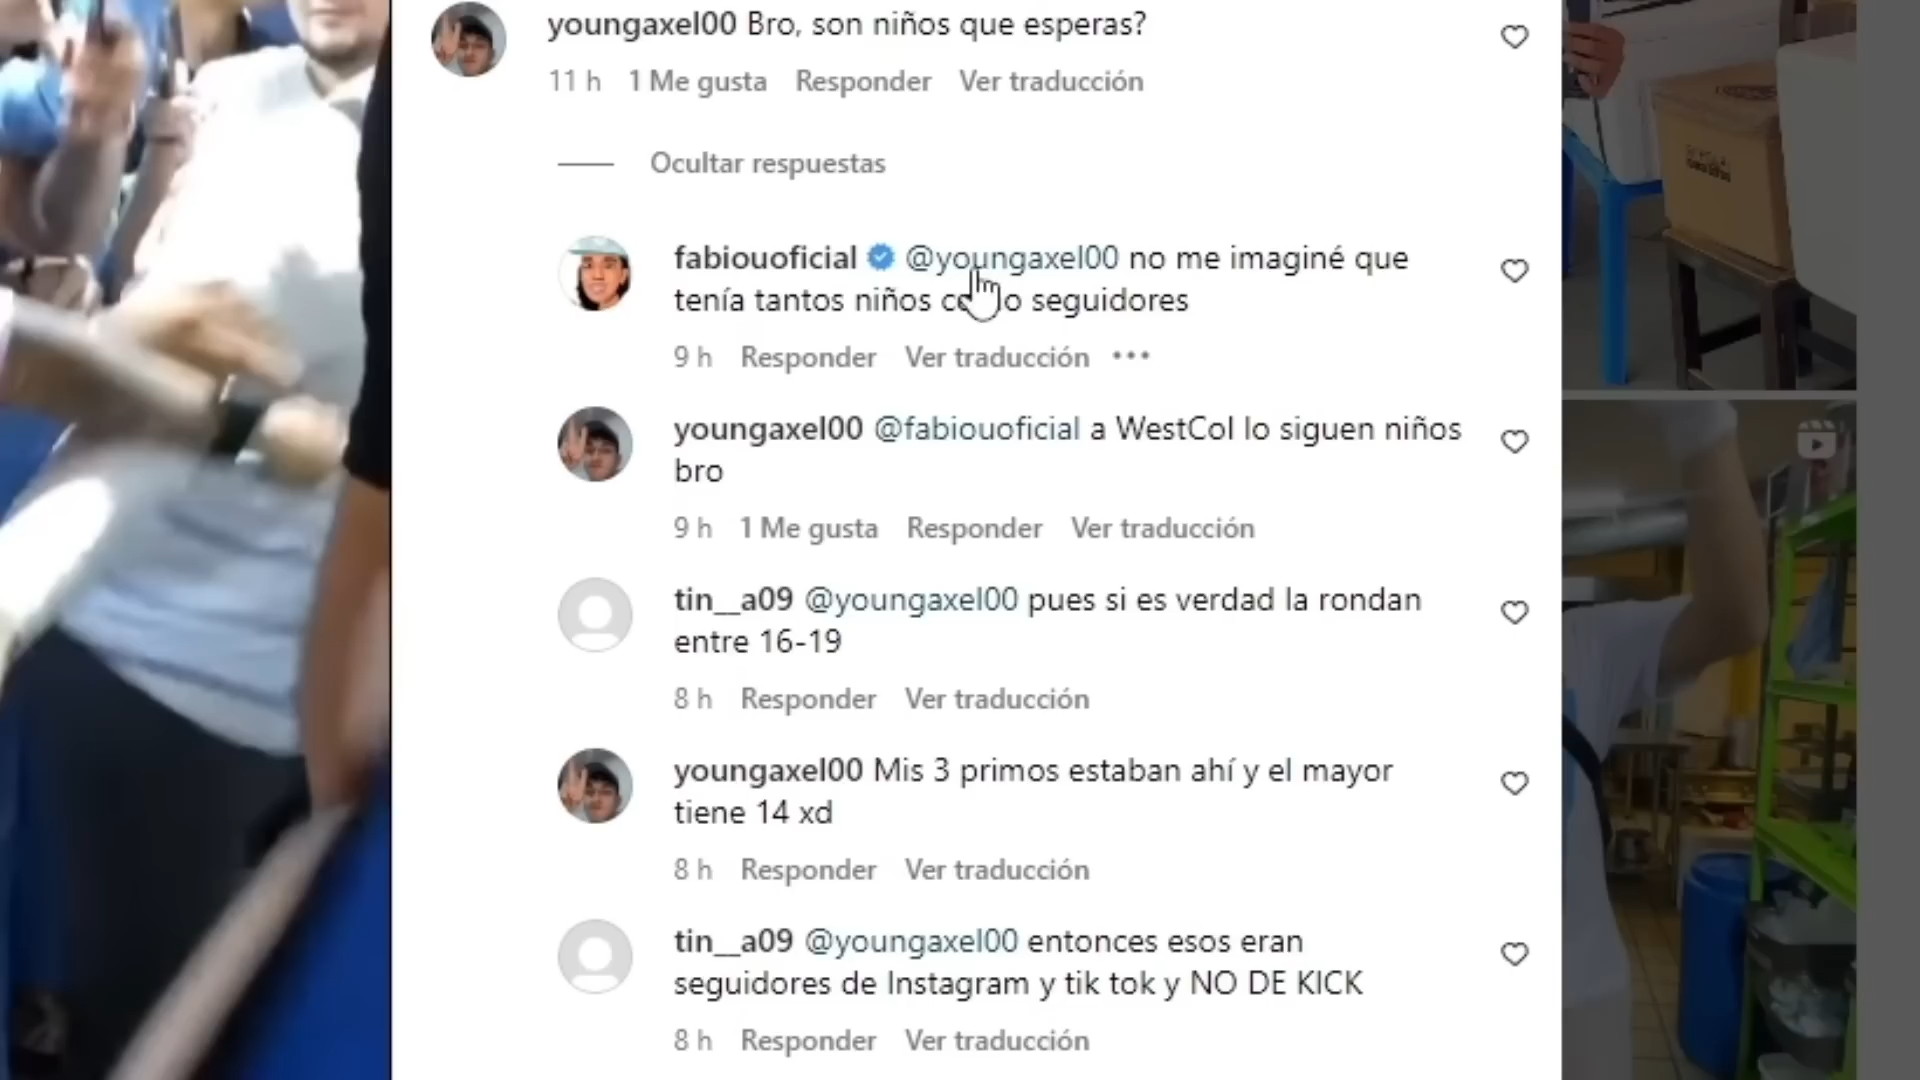 youngaxel00 Bro, son niños que esperas?
11 h 1 Me gusta Responder Ver traducción
Ocultar respuestas
fabiouoficial @youngaxel00 no me imaginé que
tenía tantos niños seguidores
9 h Responder Ver traducción •••
youngaxel00 @fabiouoficial a WestCol lo siguen niños
bro
9 h 1 Me gusta Responder Ver traducción
tin__a09 @youngaxel00 pues si es verdad la rondan
entre 16-19
8 h Responder Ver traducción
youngaxel00 Mis 3 primos estaban ahí y el mayor
tiene 14 xd
8 h Responder Ver traducción
tin__a09 @youngaxel00 entonces esos eran
seguidores de Instagram y tik tok y NO DE KICK
8 h Responder Ver traducción